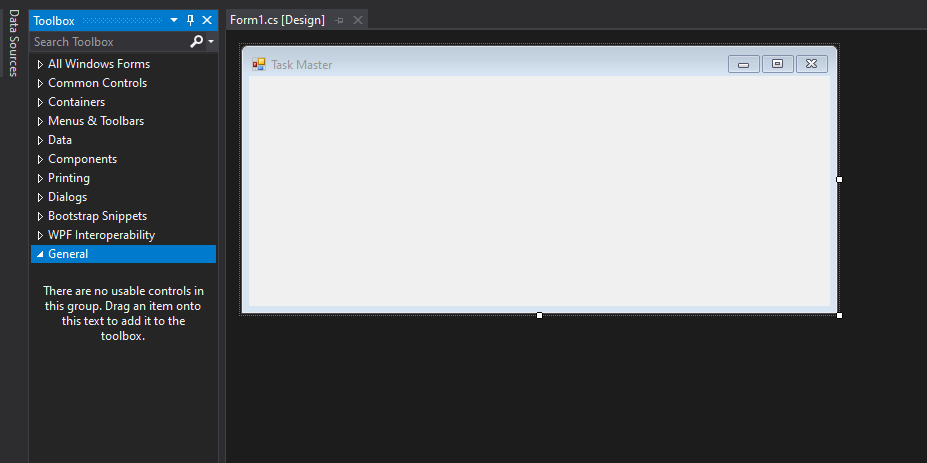 Data Sources
Toolbox
Search Toolbox
All Windows Forms
Common Controls
Containers
Menus & Toolbars
Data
Components
Printing
Dialogs
Bootstrap Snippets
WPF Interoperability
General
There are no usable controls in
this group. Drag an item onto
this text to add it to the
toolbox.
Form1.cs [Design]
Task Master